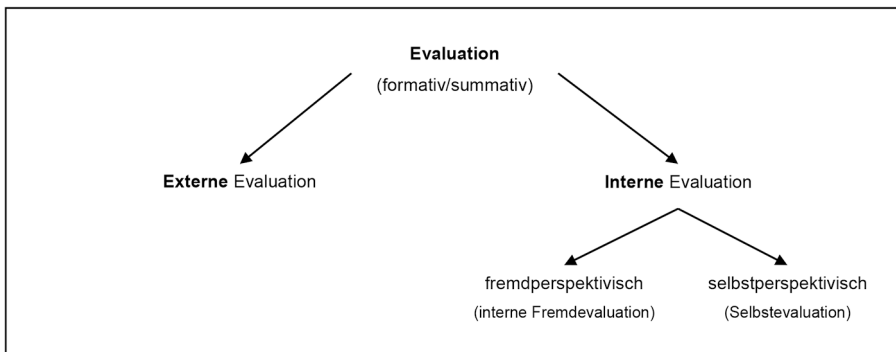 Evaluation
(formativ/summativ)
Externe Evaluation
Interne Evaluation
fremdperspektivisch
(interne Fremdevaluation)
selbstperspektivisch
(Selbstevaluation)